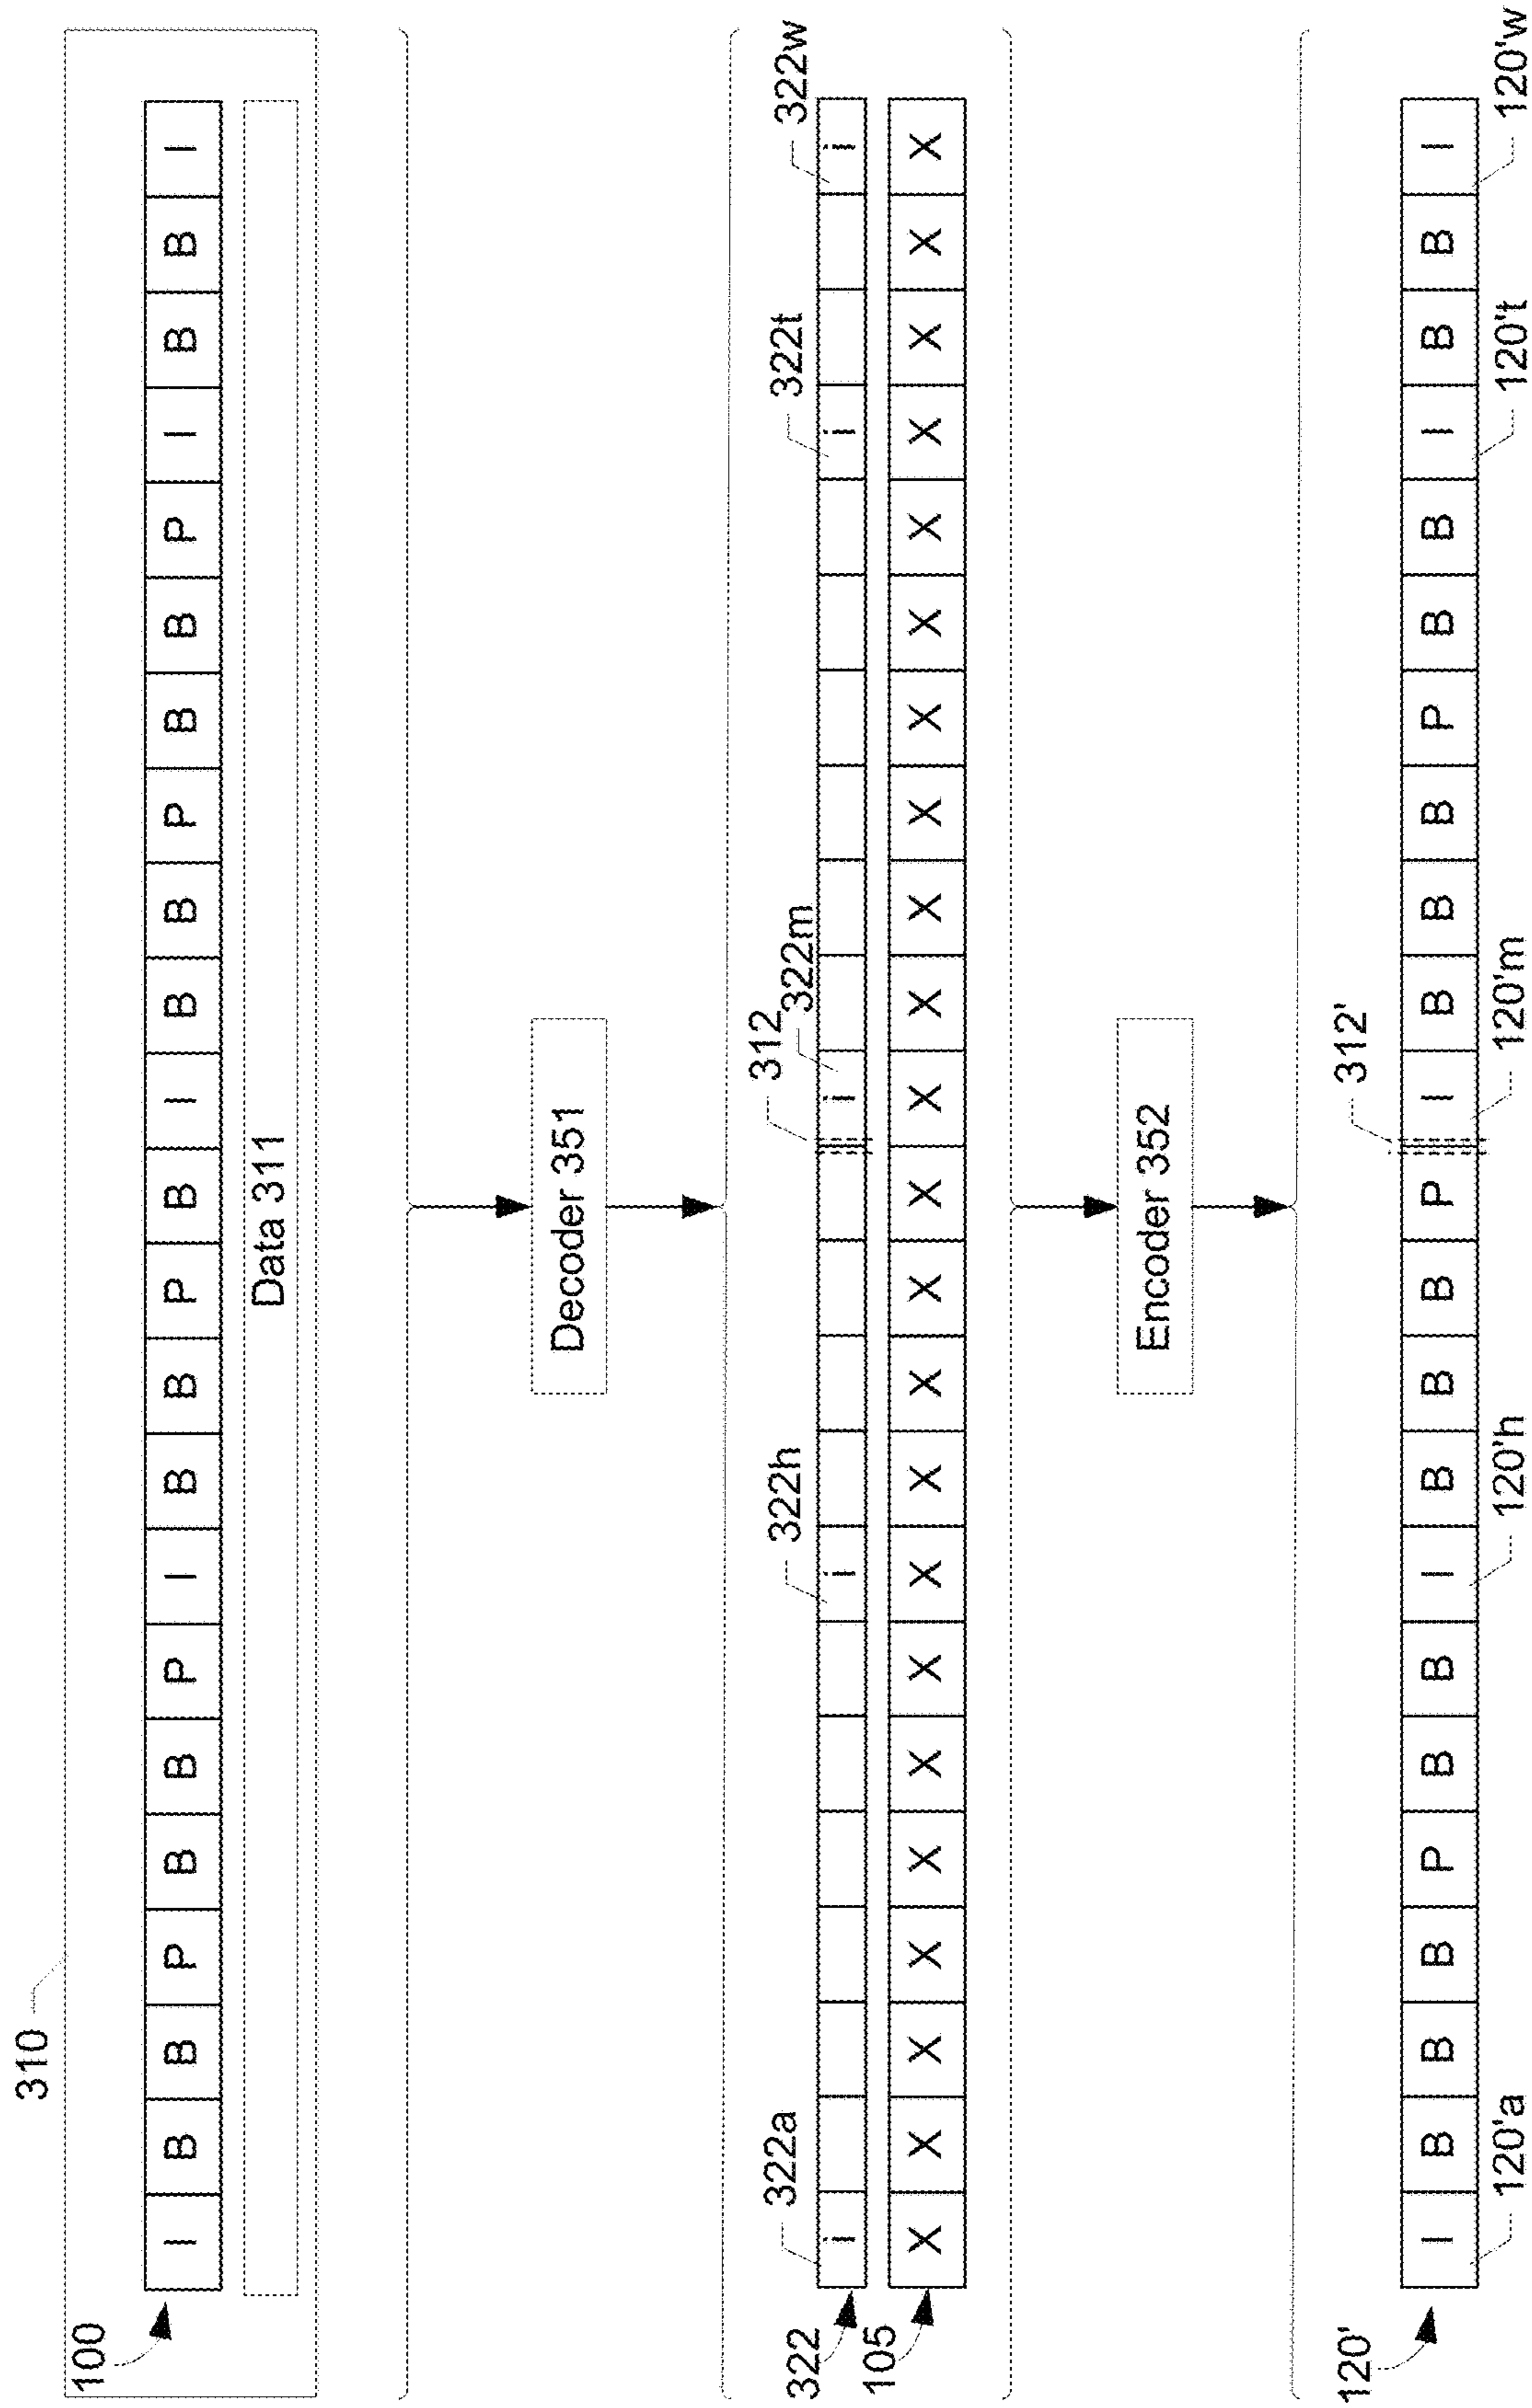 310
100
I B B P B B P I B B P B I B B P B B P I B B I
Data 311
Decoder 351
312
322a 322h 322m 322t 322w
322
i i i i i
105
X X X X X X X X X X X X X X X X X X X X X X X
Encoder 352
312'
120'
I B B B P B B I B B B P I B B B P B B I B B I
120'a 120'h 120'm 120't 120'w